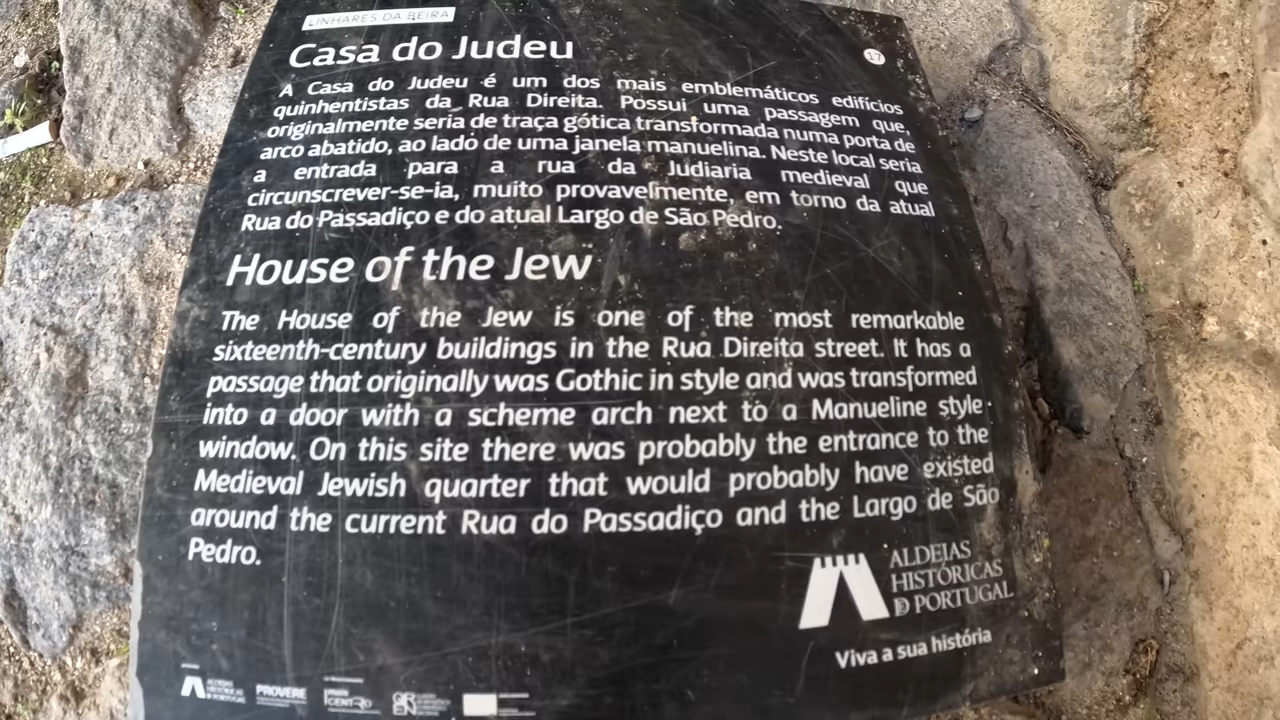 LINHARES DA BEIRA
Casa do Judeu
17
A Casa do Judeu é um dos mais emblemáticos edifícios
quinhentistas da Rua Direita. Possui uma passagem que,
originalmente seria de traça gótica transformada numa porta de
arco abatido, ao lado de uma janela manuelina. Neste local seria
a entrada para a rua da Judiaria medieval que
circunscrever-se-ia, muito provavelmente, em torno da atual
Rua do Passadiço e do atual Largo de São Pedro.
House of the Jew
The House of the Jew is one of the most remarkable
sixteenth-century buildings in the Rua Direita street. It has a
passage that originally was Gothic in style and was transformed
into a door with a scheme arch next to a Manueline style
window. On this site there was probably the entrance to the
Medieval Jewish quarter that would probably have existed
around the current Rua do Passadiço and the Largo de São
Pedro.
ALDEIAS
HISTÓRICAS
DE PORTUGAL
Viva a sua história
ALDEIAS
HISTÓRICAS
DE PORTUGAL
PROVERE
CENTRO
QREN